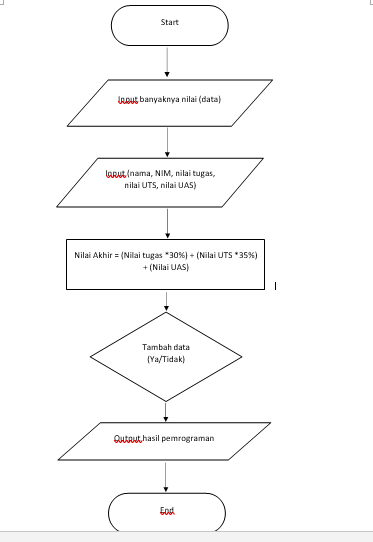 Start
Input banyaknya nilai (data)
Input (nama, NIM, nilai tugas,
nilai UTS, nilai UAS)
Nilai Akhir = (Nilai tugas *30%) + (Nilai UTS *35%)
+ (Nilai UAS)
Tambah data
(Ya/Tidak)
Output hasil pemrograman
End